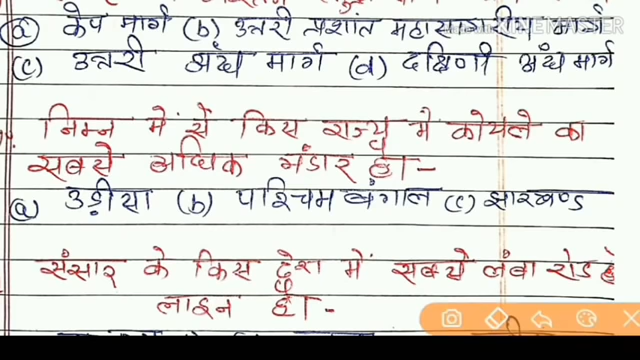 (a) केप मार्ग (b) उत्तरी प्रशांत महासागरीय मार्ग
(c) उत्तरी अंध मार्ग (d) दक्षिणी अंध मार्ग
निम्न में से किस राज्य में कोयले का
सबसे अधिक भंडार है -
(a) उड़ीसा (b) पश्चिम बंगाल (c) झारखण्ड
संसार के किस देश में सबसे लंबा रोड है
लाइन है -